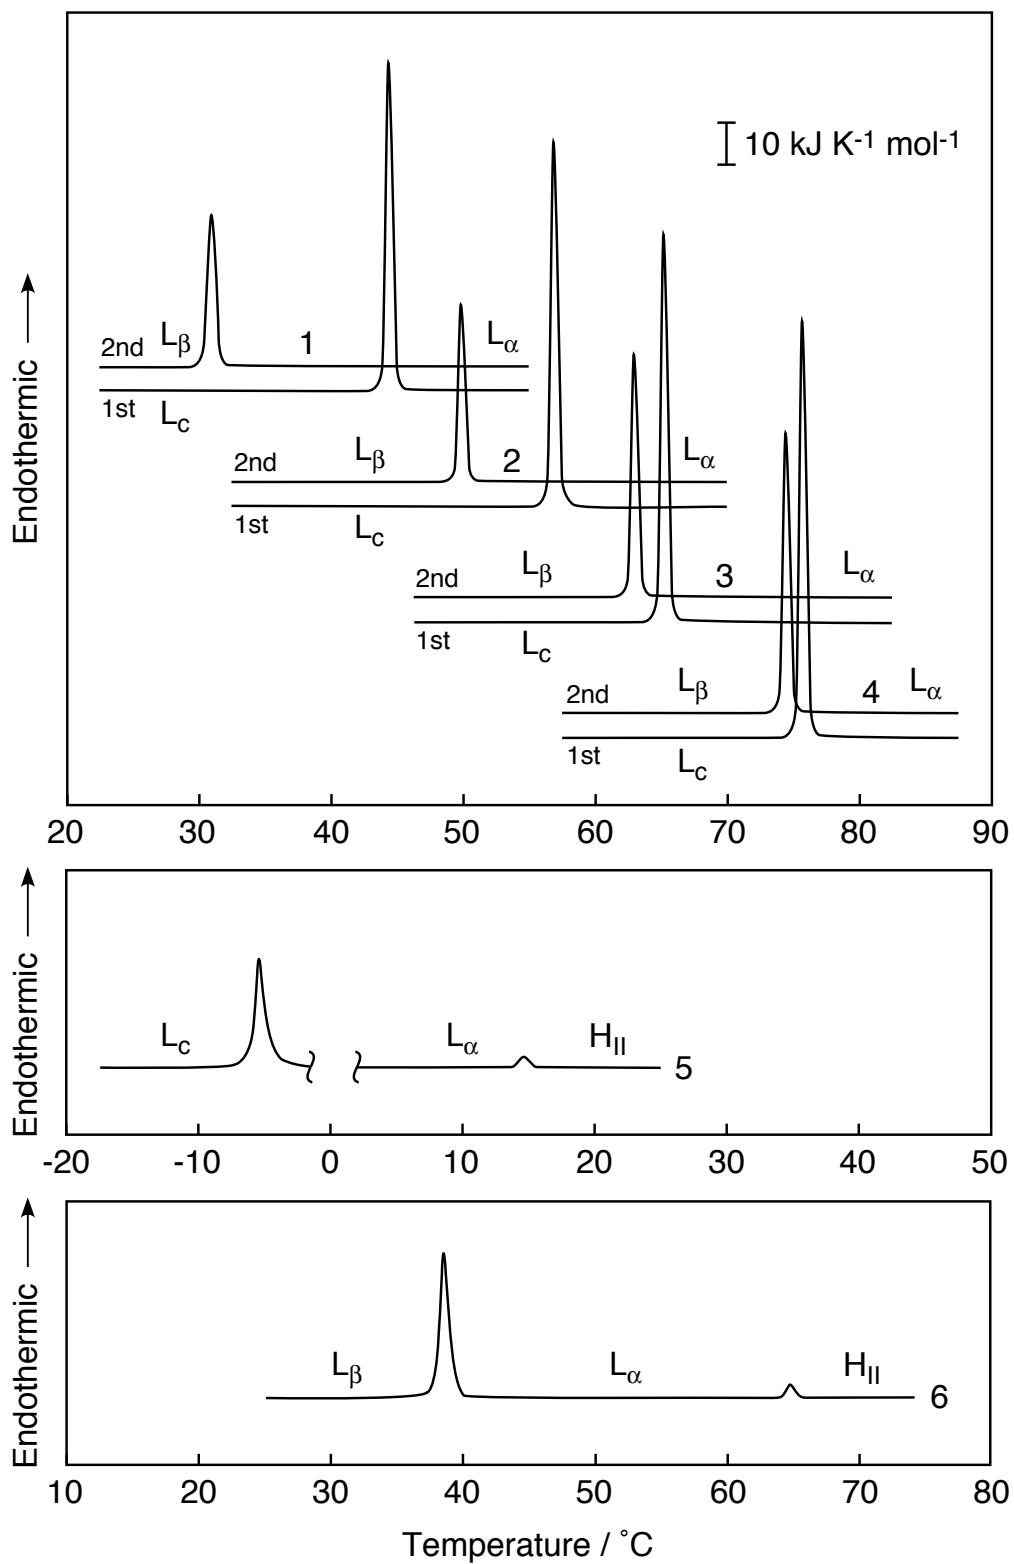 10 kJ K-1 mol-1
Endothermic
2nd Lβ 1 Lα
1st Lc
2nd Lβ 2 Lα
1st Lc
2nd Lβ 3 Lα
1st Lc
2nd Lβ 4 Lα
1st Lc
20 30 40 50 60 70 80 90
Endothermic
Lc Lα HII 5
-20 -10 0 10 20 30 40 50
Endothermic
Lβ Lα HII 6
10 20 30 40 50 60 70 80
Temperature / ˚C